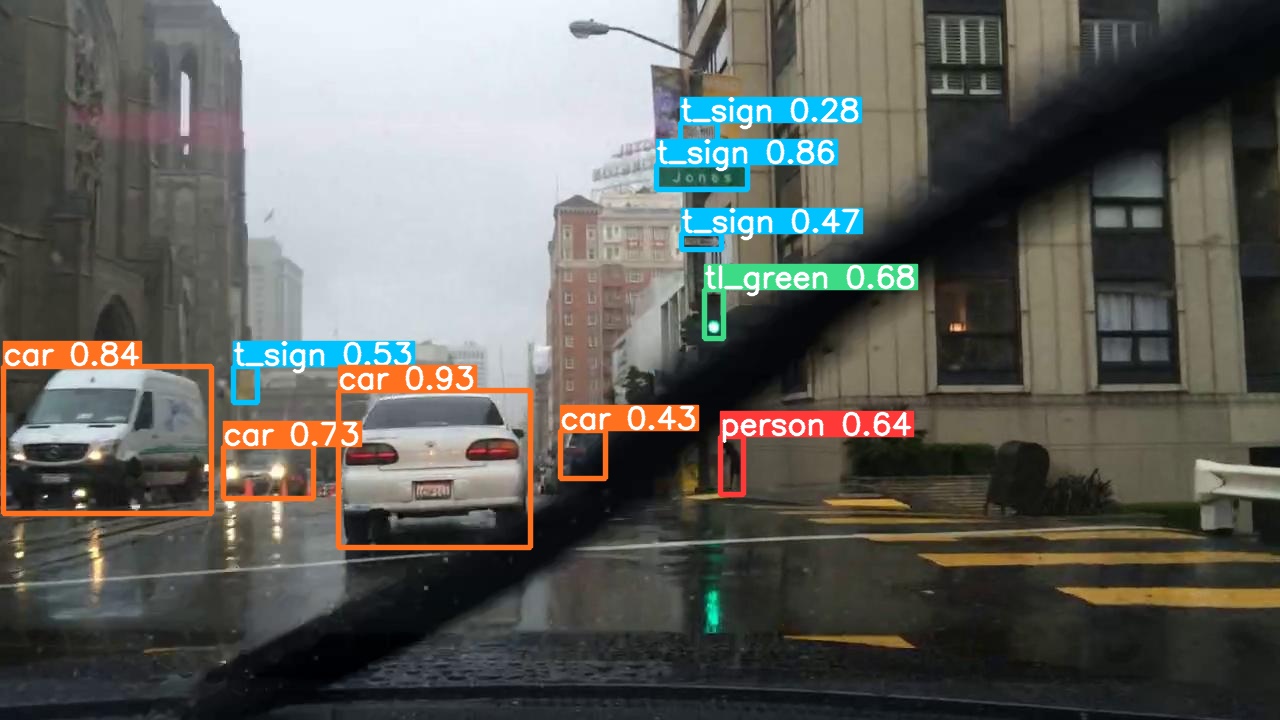 t_sign 0.28
t_sign 0.86
Jones
t_sign 0.47
tl_green 0.68
car 0.84
t_sign 0.53
car 0.93
car 0.43
car 0.73
person 0.64